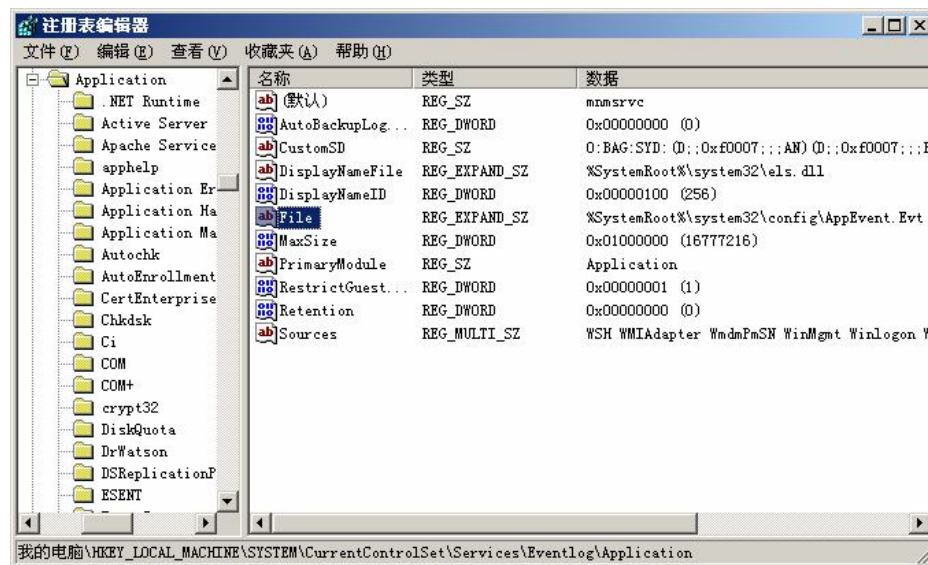 注册表编辑器
文件(F) 编辑(E) 查看(V) 收藏夹(A) 帮助(H)
Application
.NET Runtime
Active Server
Apache Service
apphelp
Application Er
Application Ha
Application Ma
Autochk
AutoEnrollment
CertEnterprise
Chkdsk
Ci
COM
COM+
crypt32
DiskQuota
DrWatson
DSReplicationP
ESENT
名称 类型 数据
(默认) REG_SZ mnmsrvc
AutoBackupLog... REG_DWORD 0x00000000 (0)
CustomSD REG_SZ O:BAG:SYD:(D;;0xf0007;;;AN)(D;;0xf0007;;;
DisplayNameFile REG_EXPAND_SZ %SystemRoot%\system32\els.dll
DisplayNameID REG_DWORD 0x00000100 (256)
File REG_EXPAND_SZ %SystemRoot%\system32\config\AppEvent.Evt
MaxSize REG_DWORD 0x01000000 (16777216)
PrimaryModule REG_SZ Application
RestrictGuest... REG_DWORD 0x00000001 (1)
Retention REG_DWORD 0x00000000 (0)
Sources REG_MULTI_SZ WSH WMIAdapter WmdmPmSN WinMgmt Winlogon
我的电脑\HKEY_LOCAL_MACHINE\SYSTEM\CurrentControlSet\Services\Eventlog\Application